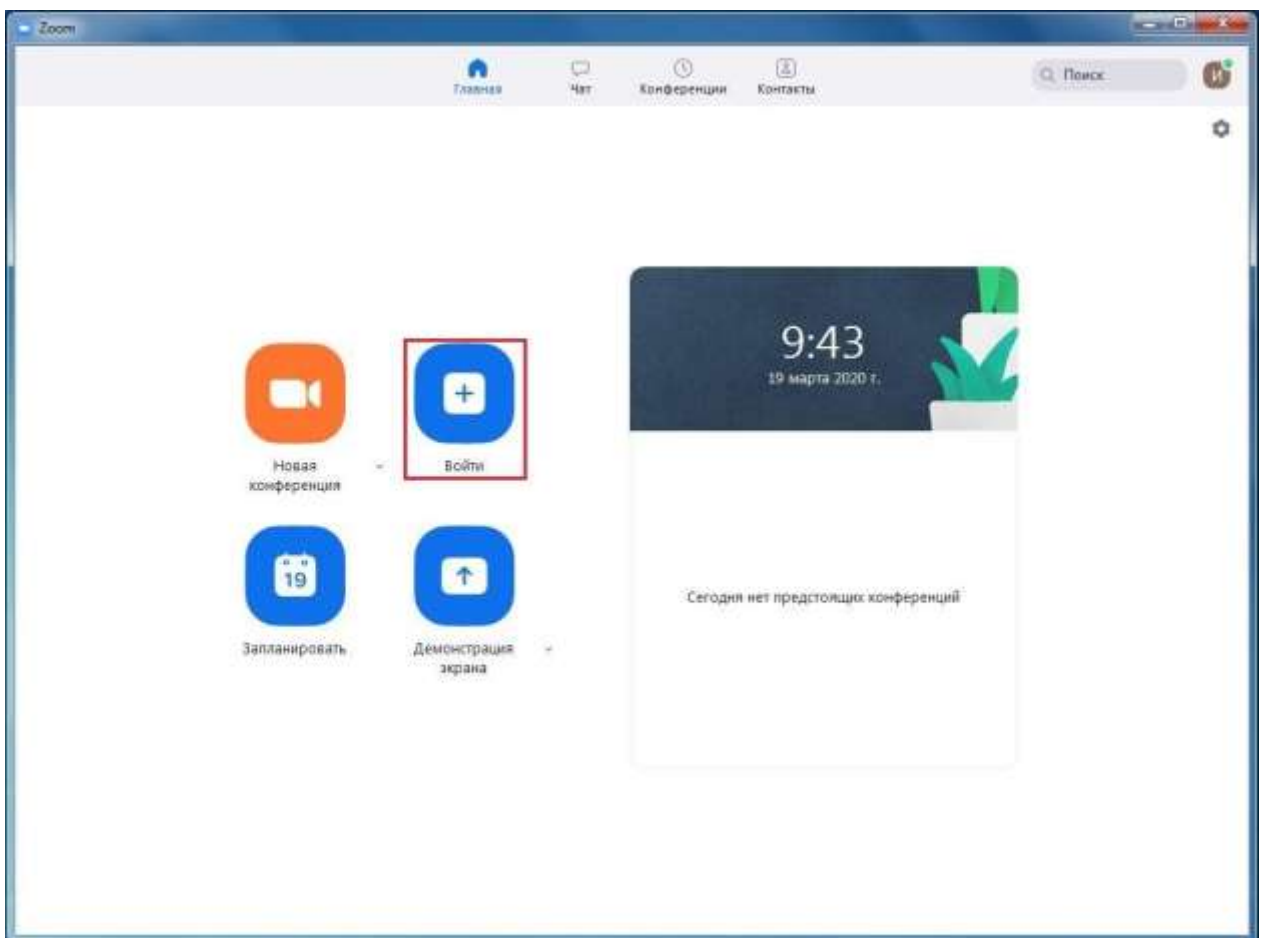 Zoom
Главная
Чат
Конференции
Контакты
Поиск
И
9:43
19 марта 2020 г.
Новая
конференция
Войти
19
Запланировать
Демонстрация
экрана
Сегодня нет предстоящих конференций